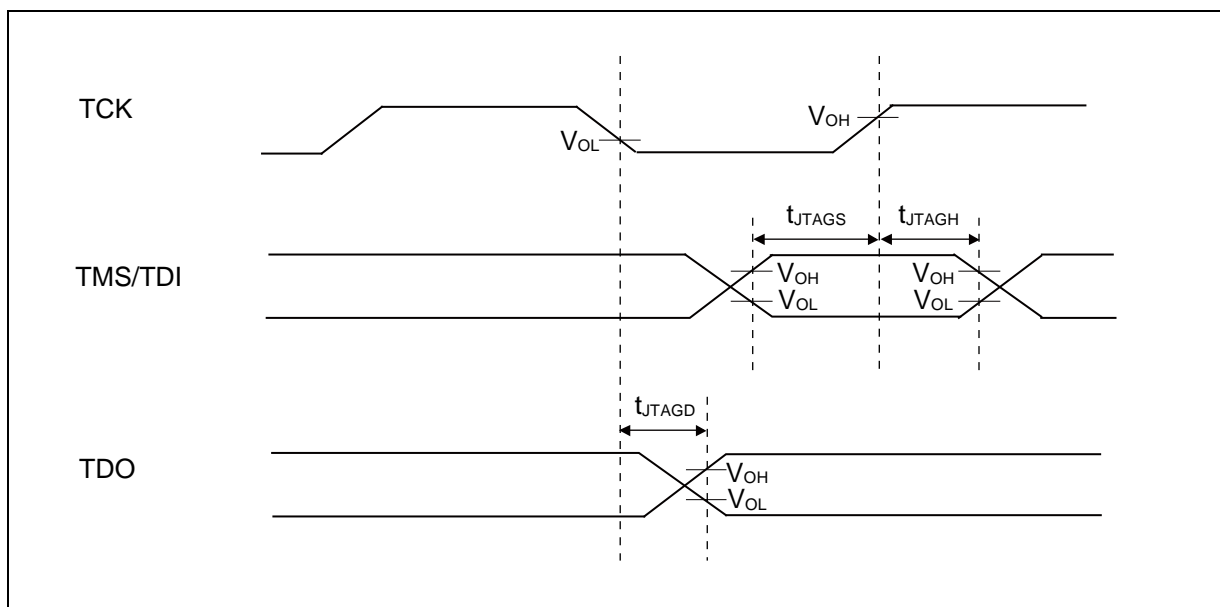 TCK
VOL
VOH
tJTAGS
tJTAGH
TMS/TDI
VOH
VOL
VOH
VOL
tJTAGD
TDO
VOH
VOL